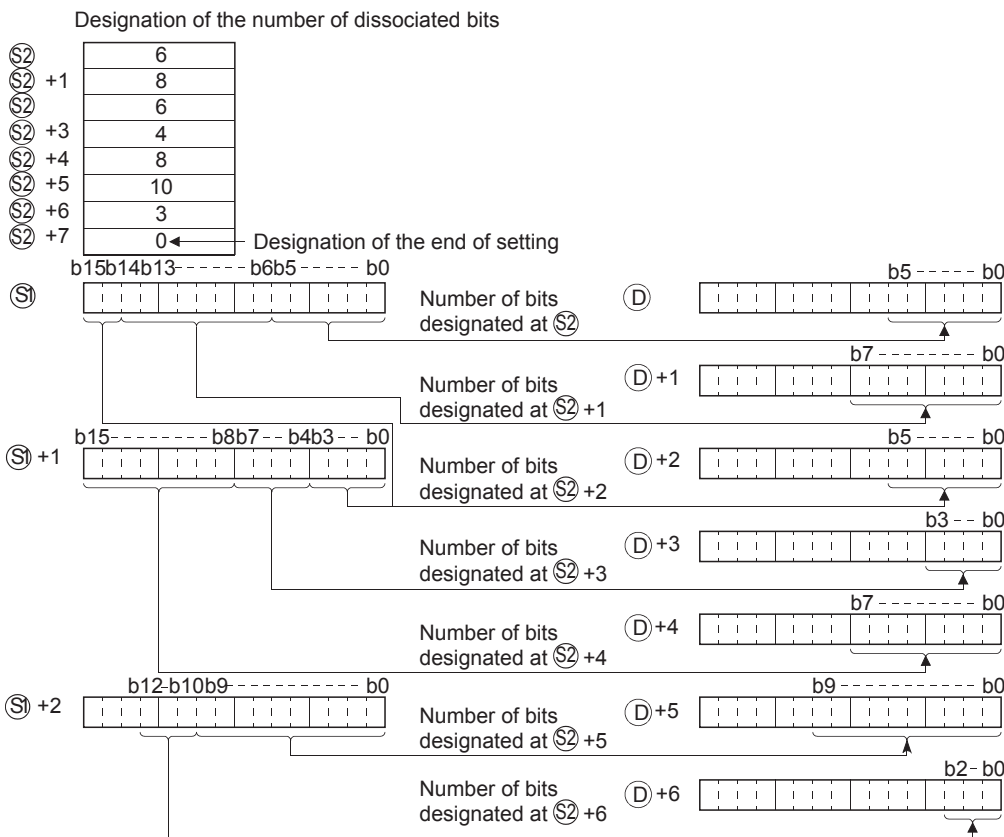 Designation of the number of dissociated bits
S2 6
S2 +1 8
S2 6
S2 +3 4
S2 +4 8
S2 +5 10
S2 +6 3
S2 +7 0 Designation of the end of setting
b15b14b13------b6b5-----b0
S1
Number of bits
designated at S2
D
b5-----b0
Number of bits
designated at S2 +1
D +1
b7------b0
b15--------b8b7--b4b3--b0
S1 +1
Number of bits
designated at S2 +2
D +2
b5-----b0
Number of bits
designated at S2 +3
D +3
b3--b0
Number of bits
designated at S2 +4
D +4
b7-------b0
b12-b10b9----------b0
S1 +2
Number of bits
designated at S2 +5
D +5
b9---------b0
Number of bits
designated at S2 +6
D +6
b2-b0